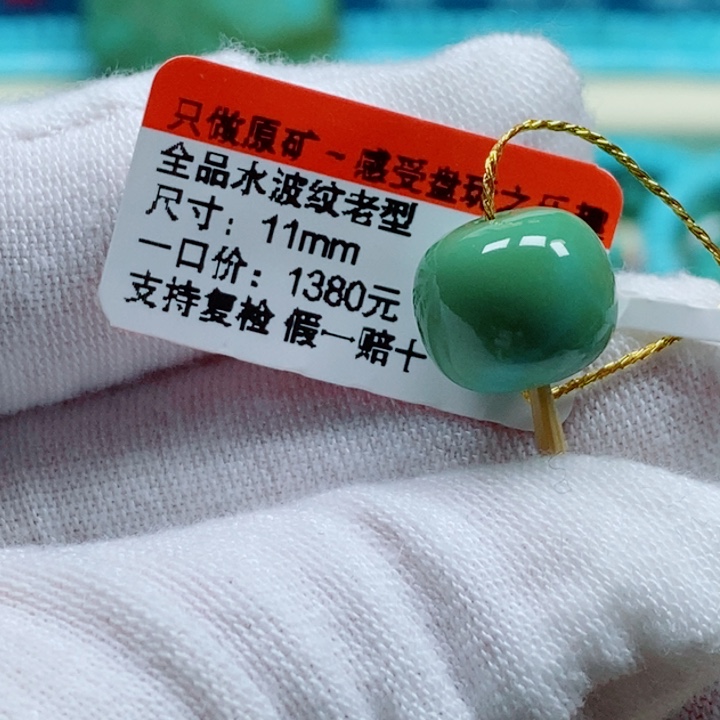 只做原矿 ~ 感受盘玩之乐趣
全品水波纹老型
尺寸：11mm
一口价：1380元
支持复检 假一赔十